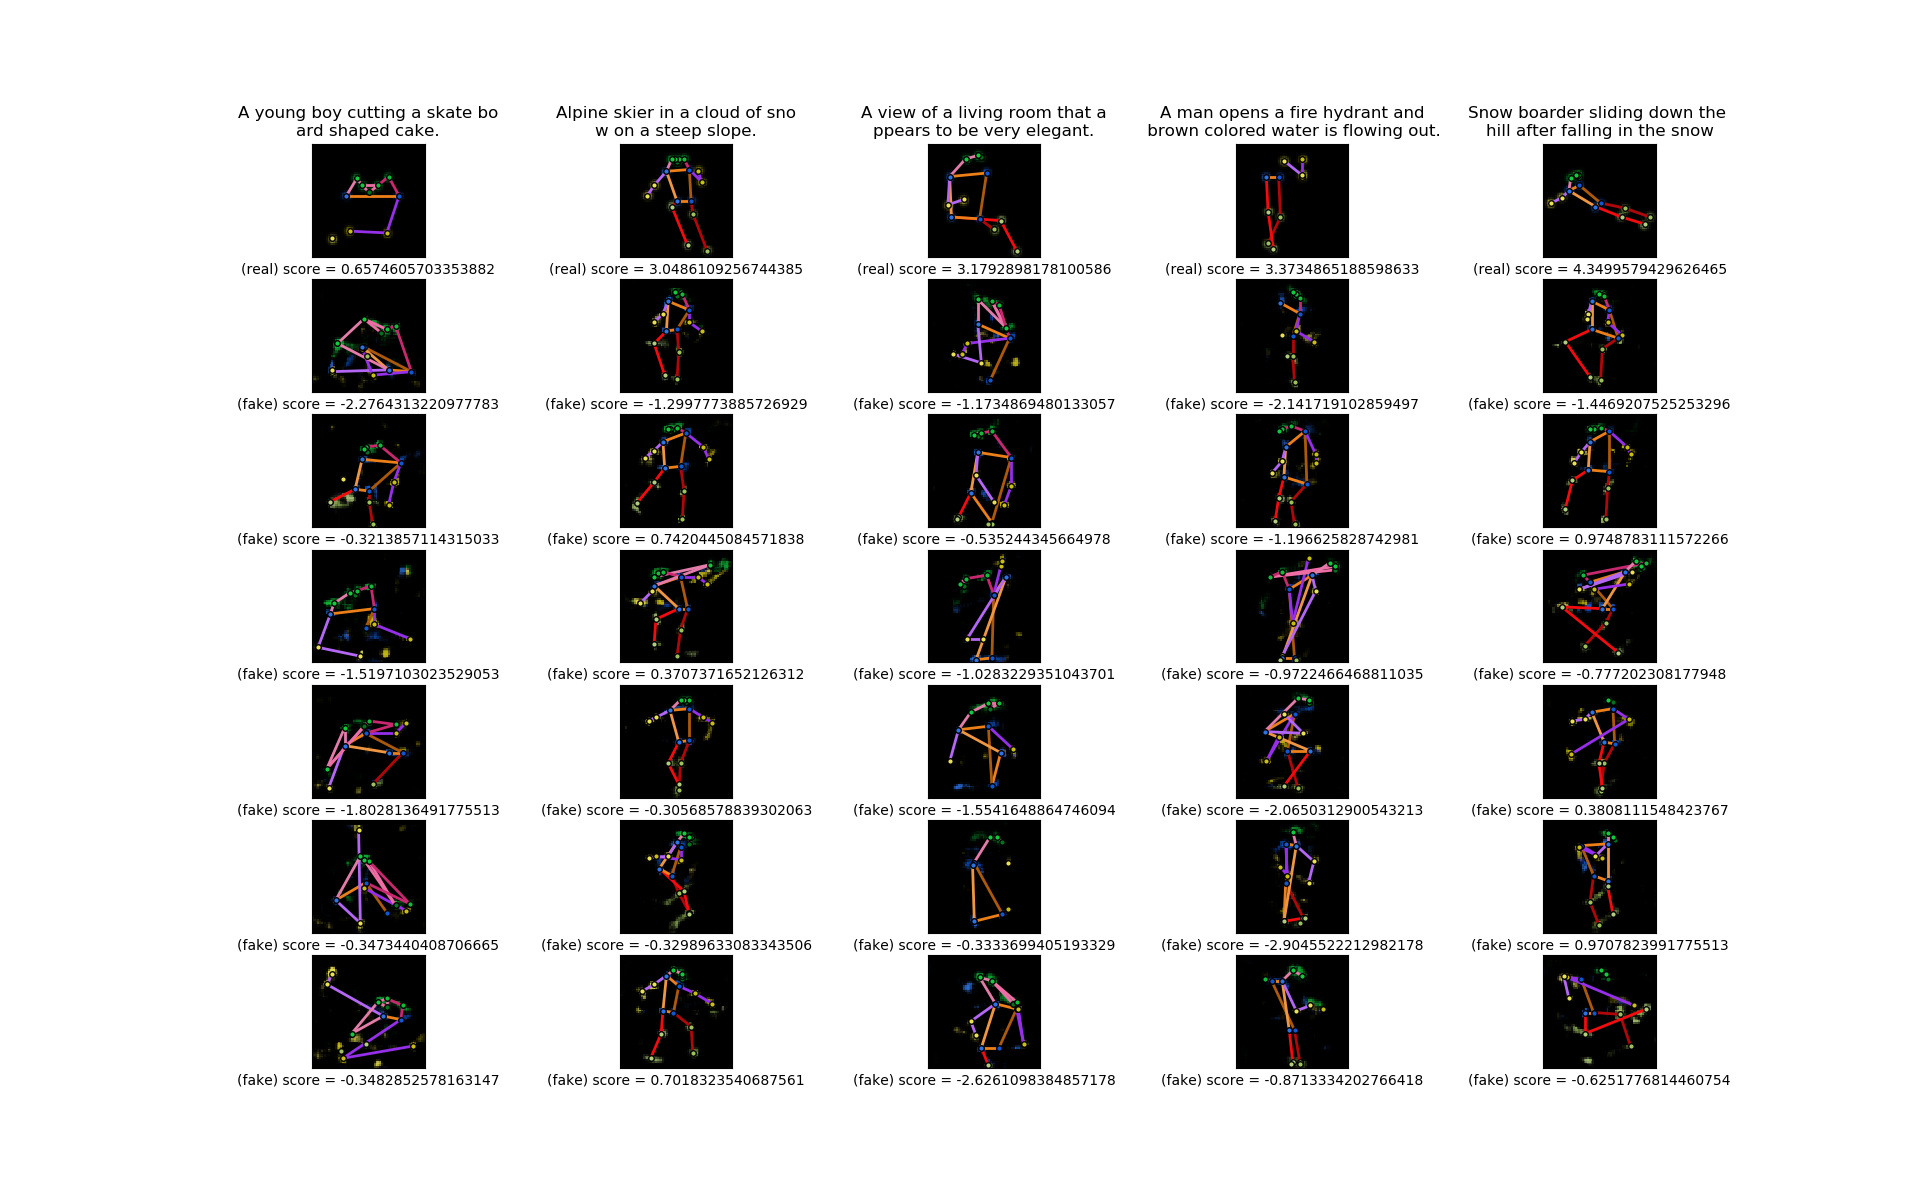 A young boy cutting a skate bo
ard shaped cake.
Alpine skier in a cloud of sno
w on a steep slope.
A view of a living room that a
ppears to be very elegant.
A man opens a fire hydrant and
brown colored water is flowing out.
Snow boarder sliding down the
hill after falling in the snow
(real) score = 0.6574605703353882
(real) score = 3.0486109256744385
(real) score = 3.1792898178100586
(real) score = 3.3734865188598633
(real) score = 4.3499579429626465
(fake) score = -2.2764313220977783
(fake) score = -1.2997773885726929
(fake) score = -1.1734869480133057
(fake) score = -2.141719102859497
(fake) score = -1.4469207525253296
(fake) score = -0.3213857114315033
(fake) score = 0.7420445084571838
(fake) score = -0.535244345664978
(fake) score = -1.196625828742981
(fake) score = 0.9748783111572266
(fake) score = -1.5197103023529053
(fake) score = 0.3707371652126312
(fake) score = -1.0283229351043701
(fake) score = -0.9722466468811035
(fake) score = -0.777202308177948
(fake) score = -1.8028136491775513
(fake) score = -0.30568578839302063
(fake) score = -1.5541648864746094
(fake) score = -2.0650312900543213
(fake) score = 0.3808111548423767
(fake) score = -0.3473440408706665
(fake) score = -0.32989633083343506
(fake) score = -0.3333699405193329
(fake) score = -2.9045522212982178
(fake) score = 0.9707823991775513
(fake) score = -0.3482852578163147
(fake) score = 0.7018323540687561
(fake) score = -2.6261098384857178
(fake) score = -0.8713334202766418
(fake) score = -0.6251776814460754